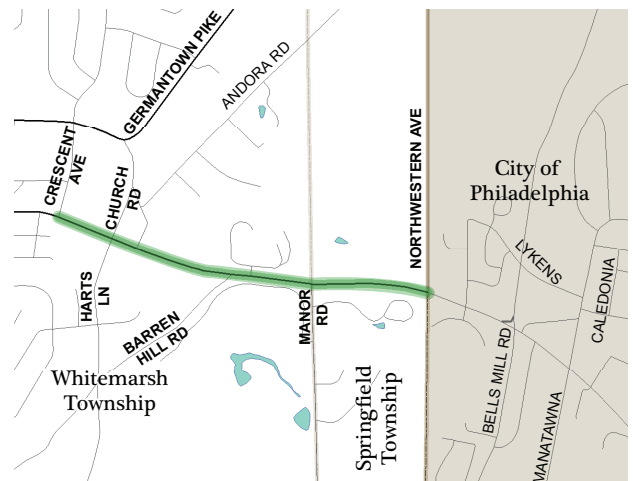 GERMANTOWN PIKE
ANDORA RD
CRESCENT
AVE
CHURCH
RD
NORTHWESTERN AVE
City of
Philadelphia
LYKENS
CALEDONIA
HARTS
LN
BARREN
HILL RD
MANOR
RD
BELLS MILL RD
Whitemarsh
Township
Springfield
Township
MANATAWNA